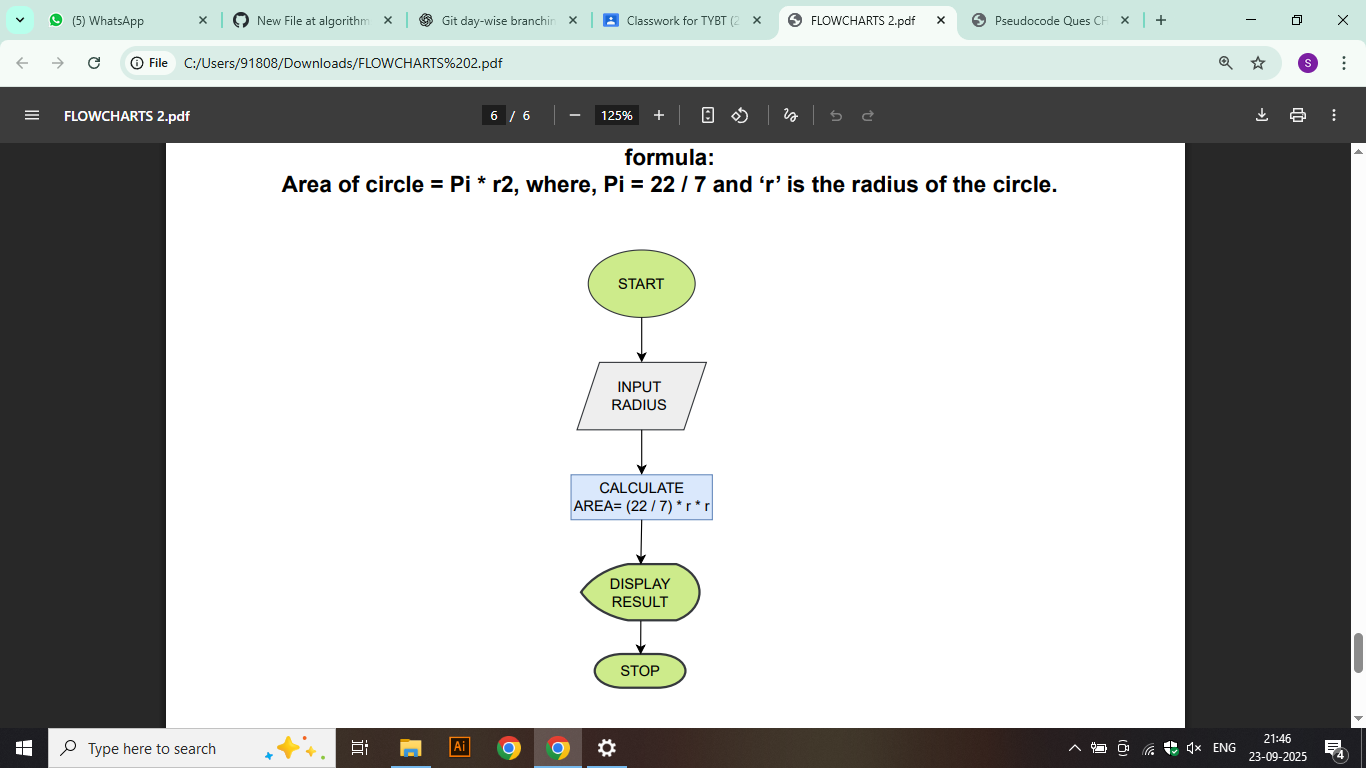 (5) WhatsApp
New File at algorithm
Git day-wise branchin
Classwork for TYBT (2
FLOWCHARTS 2.pdf
Pseudocode Ques CH
File
C:/Users/91808/Downloads/FLOWCHARTS%202.pdf
S
FLOWCHARTS 2.pdf
6 / 6
125%
formula:
Area of circle = Pi * r2, where, Pi = 22 / 7 and ‘r’ is the radius of the circle.
START
INPUT
RADIUS
CALCULATE
AREA= (22 / 7) * r * r
DISPLAY
RESULT
STOP
Type here to search
Ai
ENG
21:46
23-09-2025
4